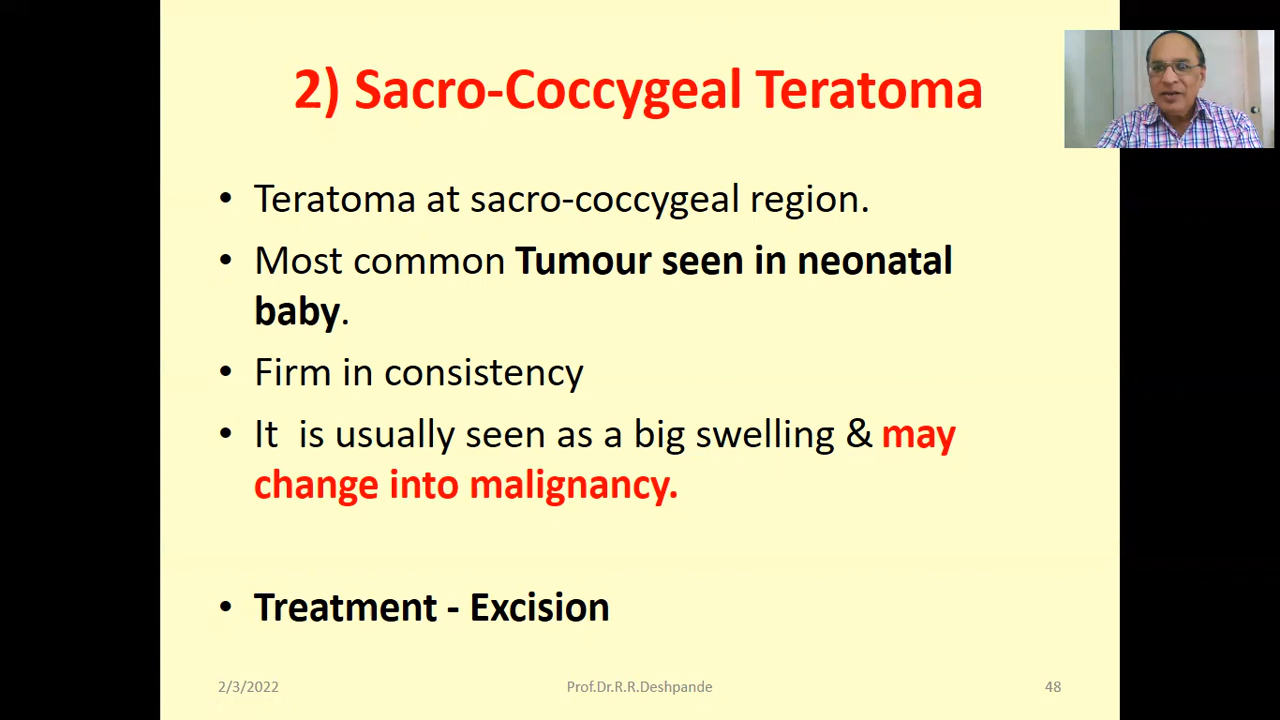 2) Sacro-Coccygeal Teratoma
• Teratoma at sacro-coccygeal region.
• Most common Tumour seen in neonatal
baby.
• Firm in consistency
• It  is usually seen as a big swelling & may
change into malignancy.
• Treatment - Excision
2/3/2022 Prof.Dr.R.R.Deshpande 48